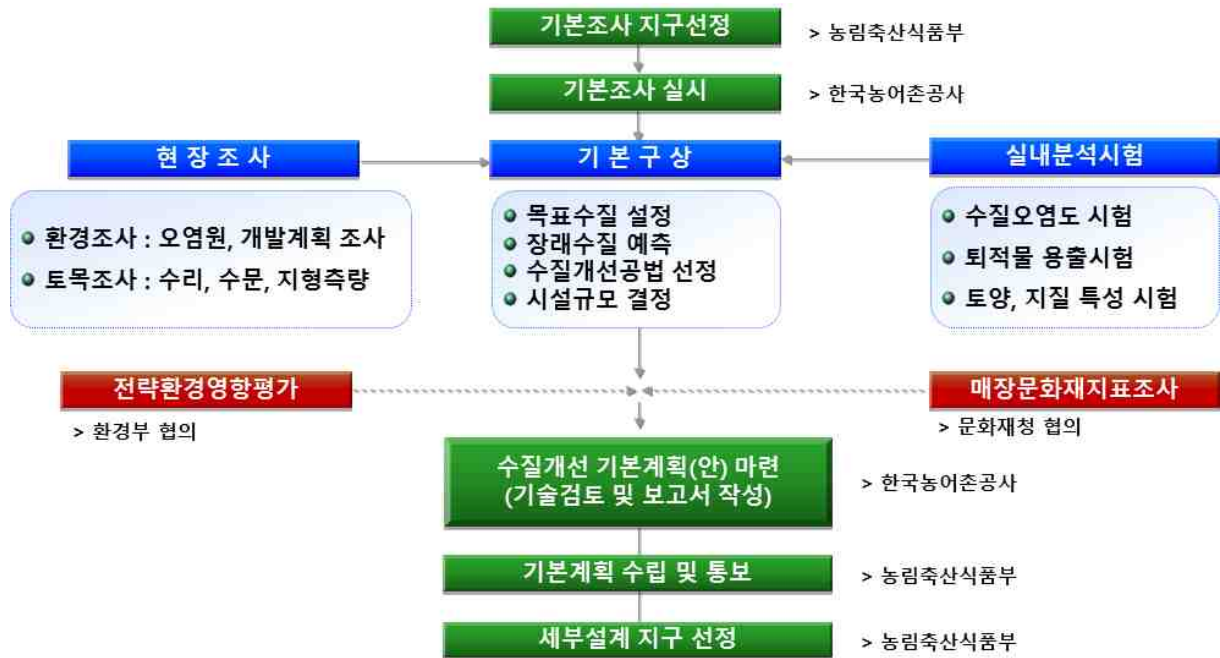 기본조사 지구선정
> 농림축산식품부
기본조사 실시
> 한국농어촌공사
현 장 조 사
기 본 구 상
실내분석시험
환경조사 : 오염원, 개발계획 조사
토목조사 : 수리, 수문, 지형측량
목표수질 설정
장래수질 예측
수질개선공법 선정
시설규모 결정
수질오염도 시험
퇴적물 용출시험
토양, 지질 특성 시험
전략환경영향평가
> 환경부 협의
매장문화재지표조사
> 문화재청 협의
수질개선 기본계획(안) 마련
(기술검토 및 보고서 작성)
> 한국농어촌공사
기본계획 수립 및 통보
> 농림축산식품부
세부설계 지구 선정
> 농림축산식품부